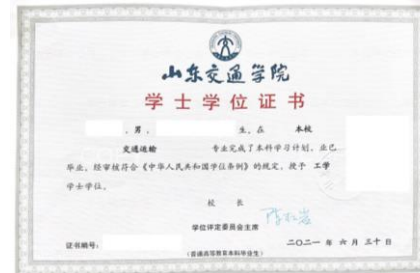 山东交通学院
学士学位证书
，男， 生，在 本校
交通运输 专业完成了本科学习计划，业已
毕业，经审核符合《中华人民共和国学位条例》的规定，授予 工学
学士学位。
校 长
学位评定委员会主席
证书编号： 二〇二一 年 六 月 三十 日
（普通高等教育本科毕业生）